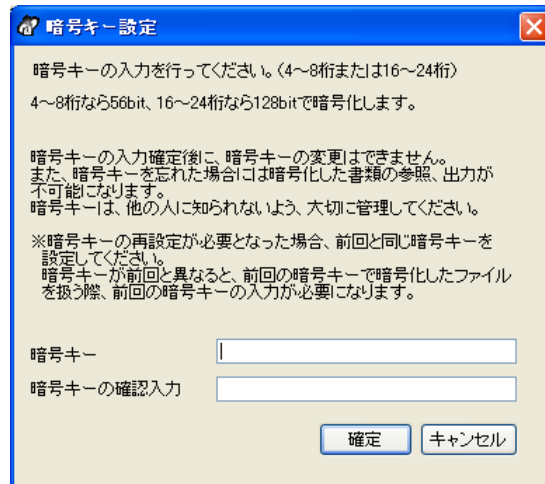 暗号キー設定
暗号キーの入力を行ってください。（4～8桁または16～24桁）
4～8桁なら56bit、16～24桁なら128bitで暗号化します。
暗号キーの入力確定後に、暗号キーの変更はできません。
また、暗号キーを忘れた場合には暗号化した書類の参照、出力が
不可能になります。
暗号キーは、他の人に知られないよう、大切に管理してください。
※暗号キーの再設定が必要となった場合、前回と同じ暗号キーを
設定してください。
暗号キーが前回と異なると、前回の暗号キーで暗号化したファイル
を扱う際、前回の暗号キーの入力が必要になります。
暗号キー
暗号キーの確認入力
確定 キャンセル